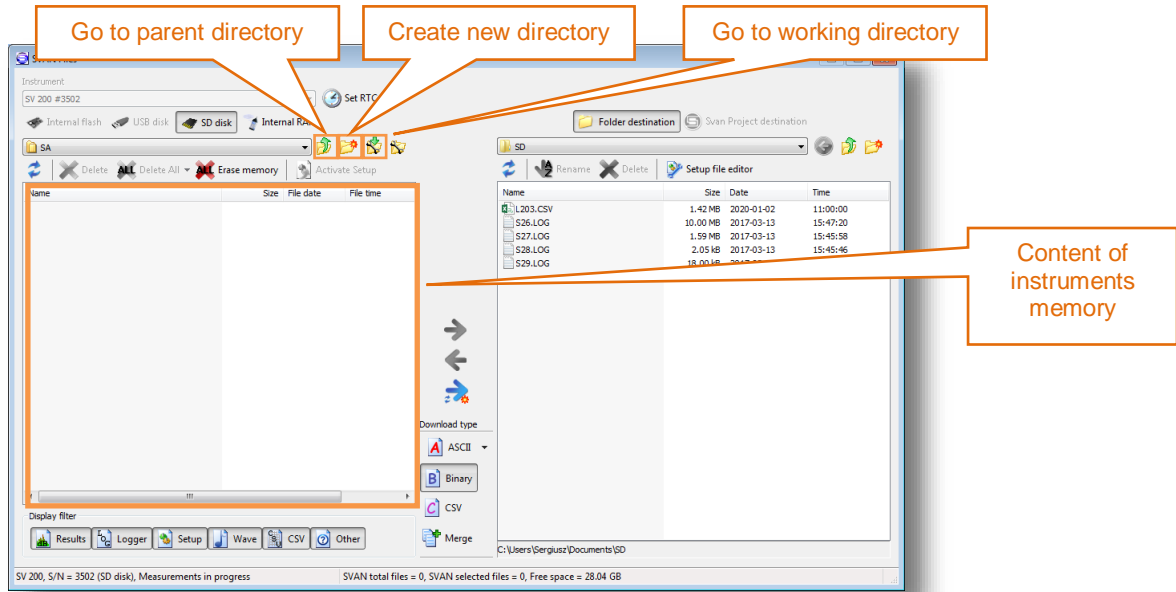 Go to parent directory
Create new directory
Go to working directory
Instrument
SV 200 #3502
Set RTC
Internal flash
USB disk
SD disk
Folder destination
Svan Project destination
SA
SD
Delete
ALL Delete All
ALL Erase memory
Activate Setup
Rename
Delete
Setup file editor
Name Size File date File time
Name Size Date Time
L203.CSV 1.42 MB 2020-01-02 11:00:00
S26.LOG 10.00 MB 2017-03-13 15:47:20
S27.LOG 1.59 MB 2017-03-13 15:45:58
S28.LOG 2.05 kB 2017-03-13 15:45:46
S29.LOG
Content of
instruments
memory
Download type
ASCII
Binary
CSV
Merge
Display filter
Results
Logger
Setup
Wave
CSV
Other
C:\Users\Sergiusz\Documents\SD
SV 200, S/N = 3502 (SD disk), Measurements in progress
SVAN total files = 0, SVAN selected files = 0, Free space = 28.04 GB